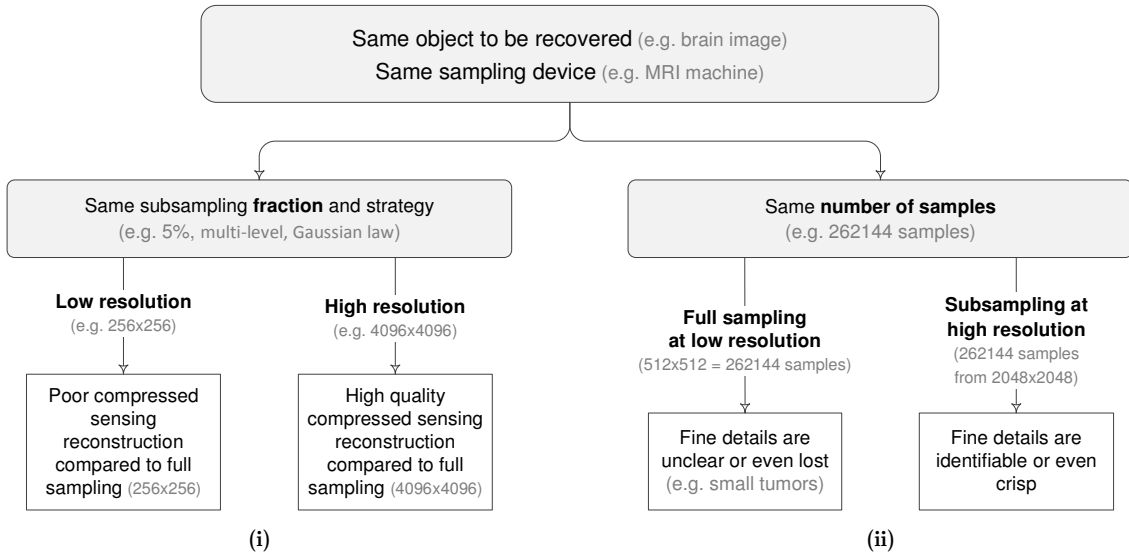 Same object to be recovered (e.g. brain image)
Same sampling device (e.g. MRI machine)
Same subsampling fraction and strategy
(e.g. 5%, multi-level, Gaussian law)
Low resolution
(e.g. 256x256)
Poor compressed
sensing
reconstruction
compared to full
sampling (256x256)
High resolution
(e.g. 4096x4096)
High quality
compressed sensing
reconstruction
compared to full
sampling (4096x4096)
(i)
Same number of samples
(e.g. 262144 samples)
Full sampling
at low resolution
(512x512 = 262144 samples)
Fine details are
unclear or even lost
(e.g. small tumors)
Subsampling at
high resolution
(262144 samples
from 2048x2048)
Fine details are
identifiable or even
crisp
(ii)